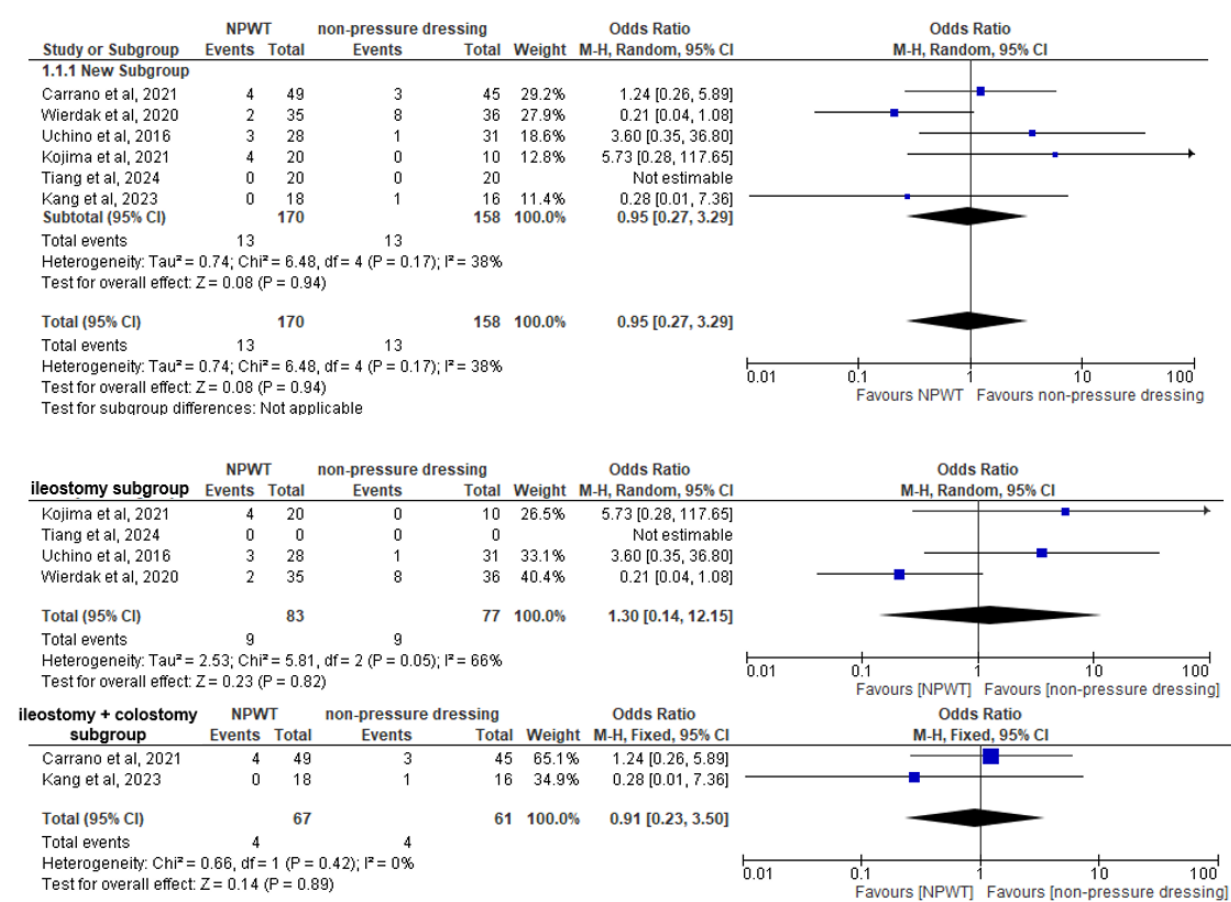 NPWT non-pressure dressing Odds Ratio Odds Ratio
Study or Subgroup Events Total Events Total Weight M-H, Random, 95% CI M-H, Random, 95% CI
1.1.1 New Subgroup
Carrano et al, 2021 4 49 3 45 29.2% 1.24 [0.26, 5.89]
Wierdak et al, 2020 2 35 8 36 27.9% 0.21 [0.04, 1.08]
Uchino et al, 2016 3 28 1 31 18.6% 3.60 [0.35, 36.80]
Kojima et al, 2021 4 20 0 10 12.8% 5.73 [0.28, 117.65]
Tiang et al, 2024 0 20 0 20 Not estimable
Kang et al, 2023 0 18 1 16 11.4% 0.28 [0.01, 7.36]
Subtotal (95% CI) 170 158 100.0% 0.95 [0.27, 3.29]
Total events 13 13
Heterogeneity: Tau² = 0.74; Chi² = 6.48, df = 4 (P = 0.17); I² = 38%
Test for overall effect: Z = 0.08 (P = 0.94)
Total (95% CI) 170 158 100.0% 0.95 [0.27, 3.29]
Total events 13 13
Heterogeneity: Tau² = 0.74; Chi² = 6.48, df = 4 (P = 0.17); I² = 38%
Test for overall effect: Z = 0.08 (P = 0.94)
Test for subgroup differences: Not applicable
0.01 0.1 1 10 100
Favours NPWT Favours non-pressure dressing
NPWT non-pressure dressing Odds Ratio Odds Ratio
ileostomy subgroup Events Total Events Total Weight M-H, Random, 95% CI M-H, Random, 95% CI
Kojima et al, 2021 4 20 0 10 26.5% 5.73 [0.28, 117.65]
Tiang et al, 2024 0 0 0 0 Not estimable
Uchino et al, 2016 3 28 1 31 33.1% 3.60 [0.35, 36.80]
Wierdak et al, 2020 2 35 8 36 40.4% 0.21 [0.04, 1.08]
Total (95% CI) 83 77 100.0% 1.30 [0.14, 12.15]
Total events 9 9
Heterogeneity: Tau² = 2.53; Chi² = 5.81, df = 2 (P = 0.05); I² = 66%
Test for overall effect: Z = 0.23 (P = 0.82)
0.01 0.1 1 10 100
Favours [NPWT] Favours [non-pressure dressing]
ileostomy + colostomy NPWT non-pressure dressing Odds Ratio Odds Ratio
subgroup Events Total Events Total Weight M-H, Fixed, 95% CI M-H, Fixed, 95% CI
Carrano et al, 2021 4 49 3 45 65.1% 1.24 [0.26, 5.89]
Kang et al, 2023 0 18 1 16 34.9% 0.28 [0.01, 7.36]
Total (95% CI) 67 61 100.0% 0.91 [0.23, 3.50]
Total events 4 4
Heterogeneity: Chi² = 0.66, df = 1 (P = 0.42); I² = 0%
Test for overall effect: Z = 0.14 (P = 0.89)
0.01 0.1 1 10 100
Favours [NPWT] Favours [non-pressure dressing]